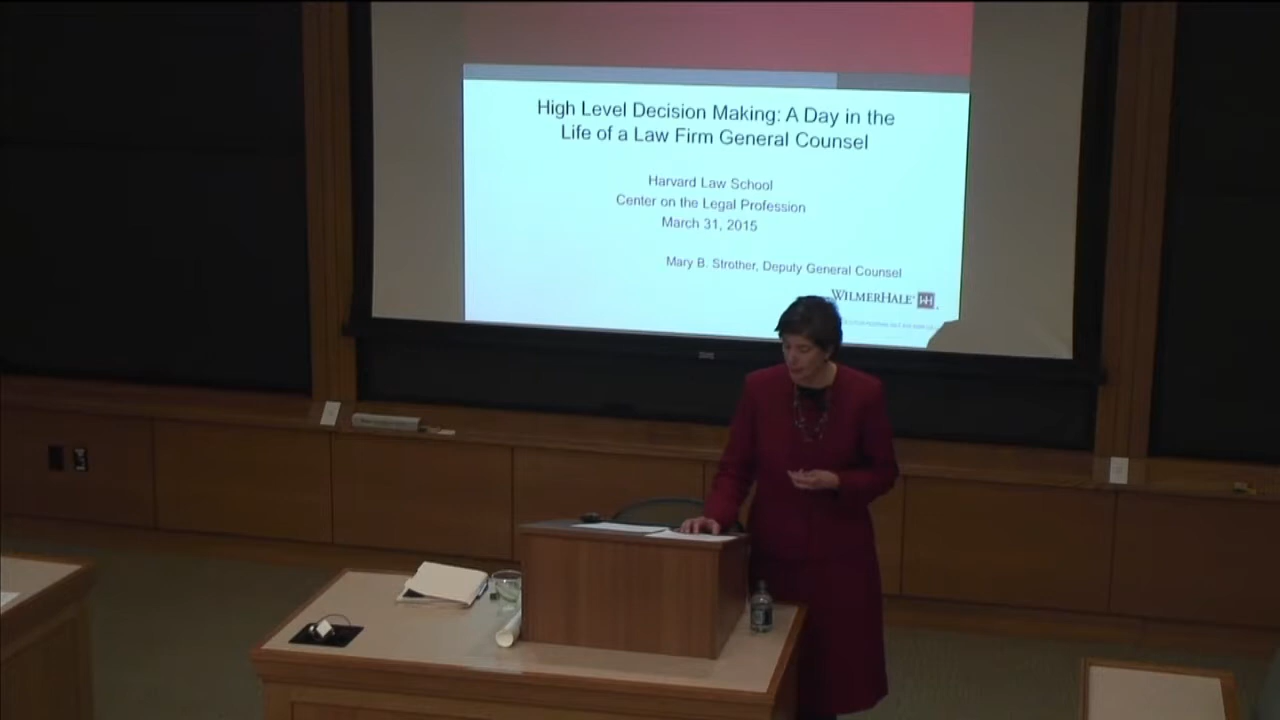 High Level Decision Making: A Day in the
Life of a Law Firm General Counsel
Harvard Law School
Center on the Legal Profession
March 31, 2015
Mary B. Strother, Deputy General Counsel
WILMERHALE